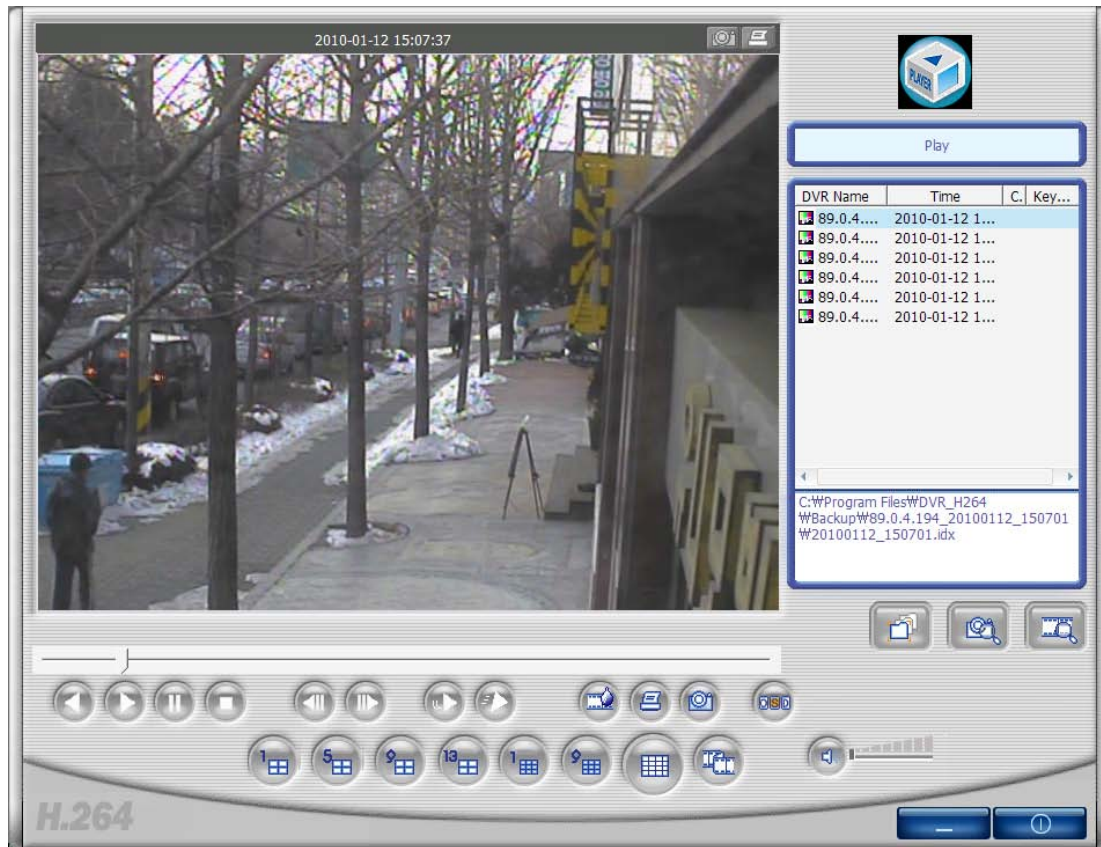 2010-01-12 15:07:37
PLAYER
Play
DVR Name Time C. Key...
89.0.4.... 2010-01-12 1...
89.0.4.... 2010-01-12 1...
89.0.4.... 2010-01-12 1...
89.0.4.... 2010-01-12 1...
89.0.4.... 2010-01-12 1...
89.0.4.... 2010-01-12 1...
C:₩Program Files₩DVR_H264
₩Backup₩89.0.4.194_20100112_150701
₩20100112_150701.idx
DSD
1 5 9 13 1 9
H.264